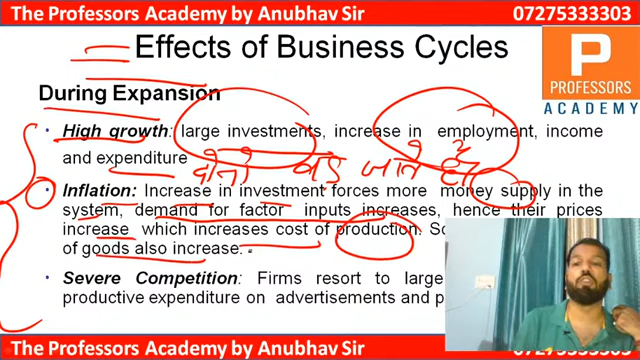 The Professors Academy by Anubhav Sir 07275333303
Effects of Business Cycles
P
PROFESSORS
ACADEMY
During Expansion
• High growth: large investments, increase in employment, income
and expenditure
दोनों बढ़ जाते हैं
• Inflation: Increase in investment forces more money supply in the
system, demand for factor inputs increases, hence their prices
increase which increases cost of production. So
of goods also increase.
• Severe Competition: Firms resort to large
productive expenditure on advertisements and p
The Professors Academy by Anubhav Sir